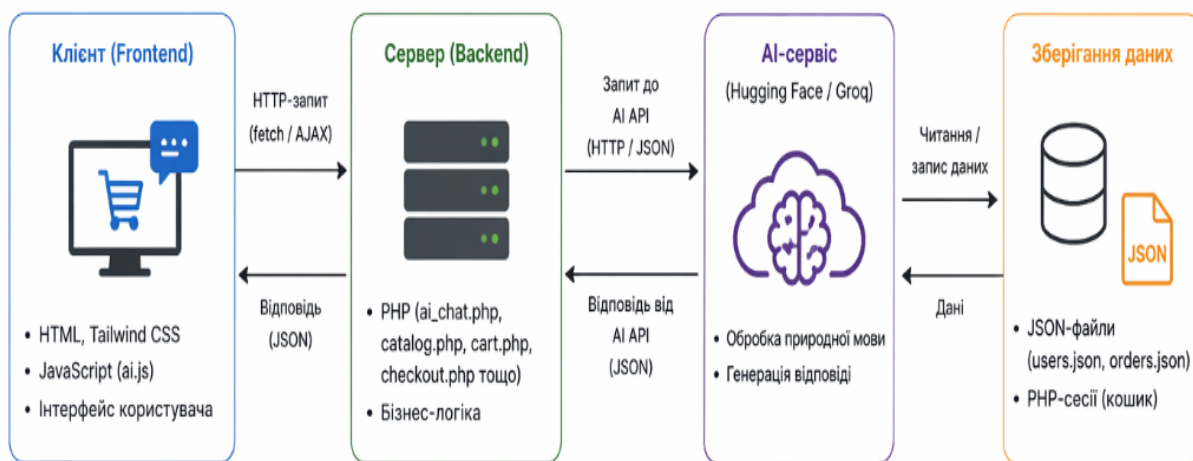 Клієнт (Frontend)
• HTML, Tailwind CSS
• JavaScript (ai.js)
• Інтерфейс користувача
HTTP-запит
(fetch / AJAX)
Відповідь
(JSON)
Сервер (Backend)
• PHP (ai_chat.php,
catalog.php, cart.php,
checkout.php тощо)
• Бізнес-логіка
Запит до
AI API
(HTTP / JSON)
Відповідь від
AI API
(JSON)
AI-сервіс
(Hugging Face / Groq)
• Обробка природної мови
• Генерація відповіді
Читання /
запис даних
Дані
Зберігання даних
JSON
• JSON-файли
(users.json, orders.json)
• PHP-сесії (кошик)